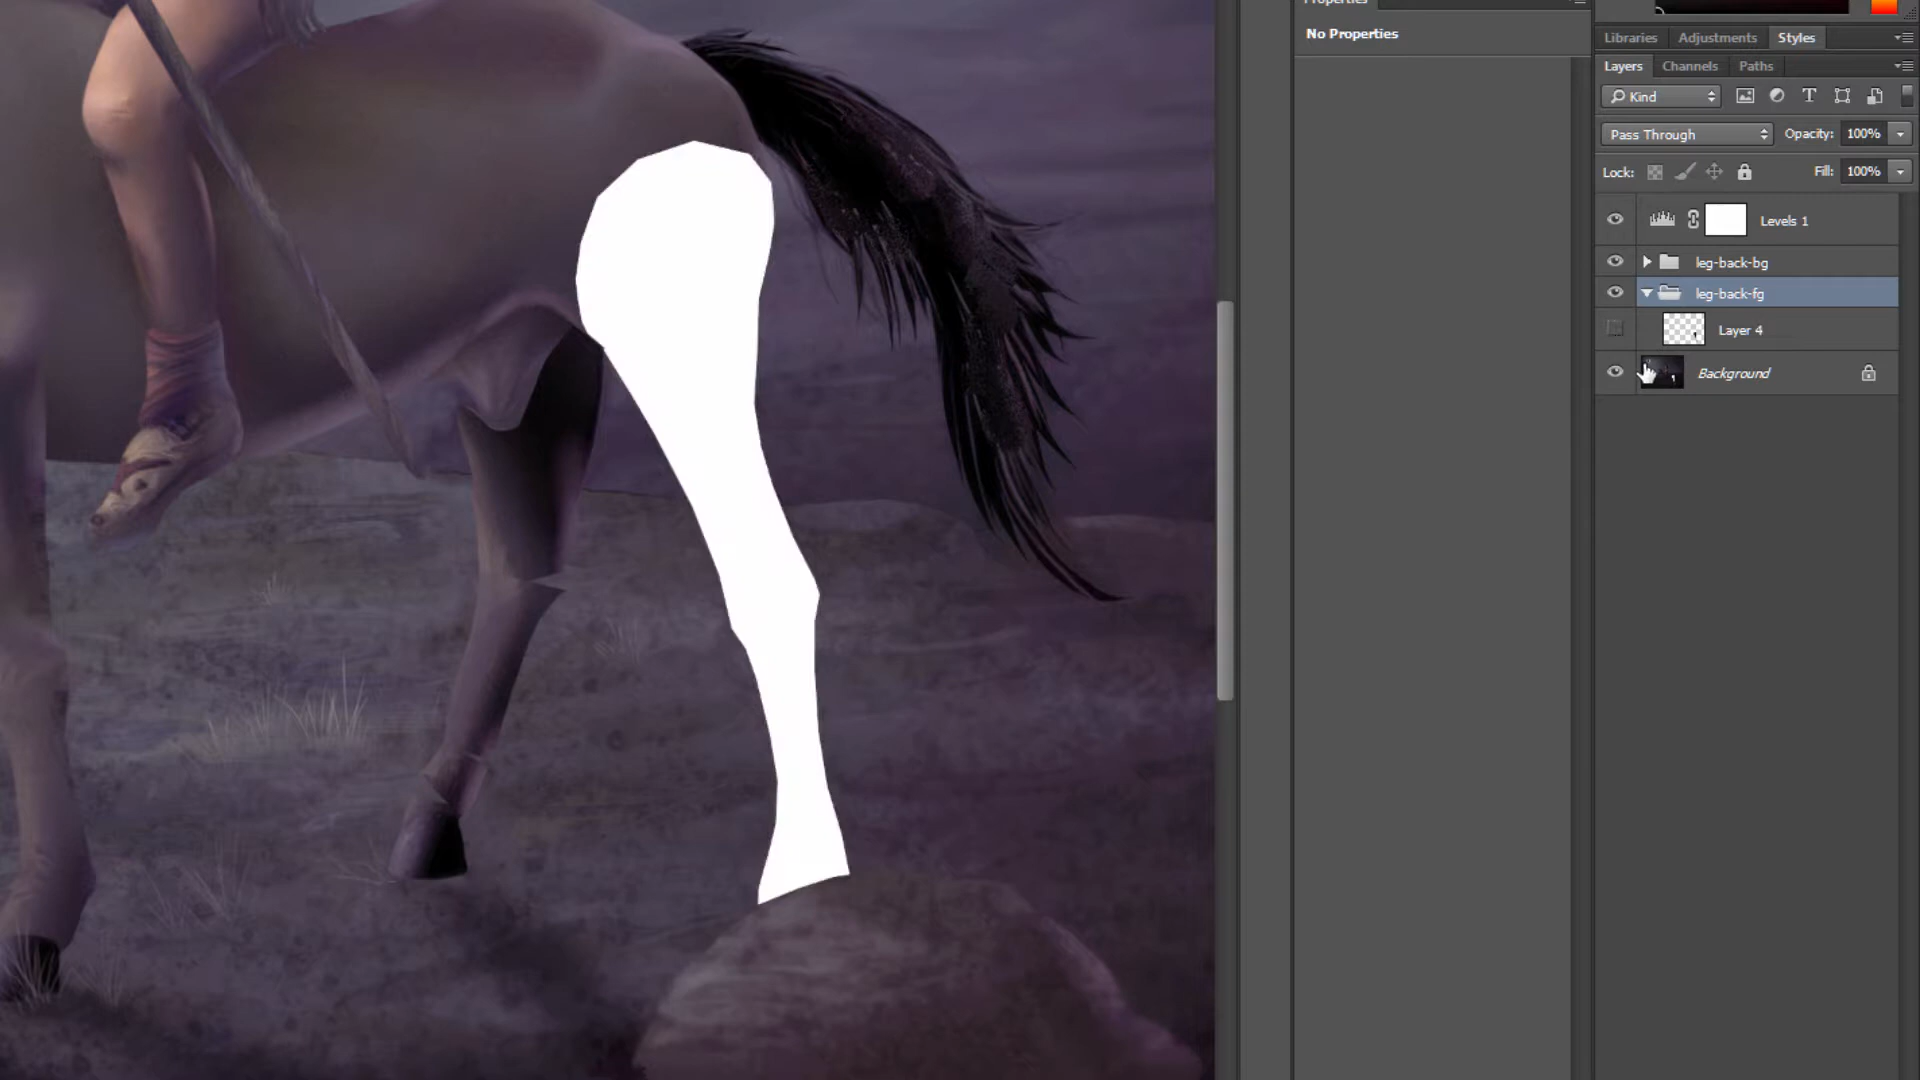 Properties
No Properties
Libraries Adjustments Styles
Layers Channels Paths
Kind
Pass Through Opacity: 100%
Lock: Fill: 100%
Levels 1
leg-back-bg
leg-back-fg
Layer 4
Background